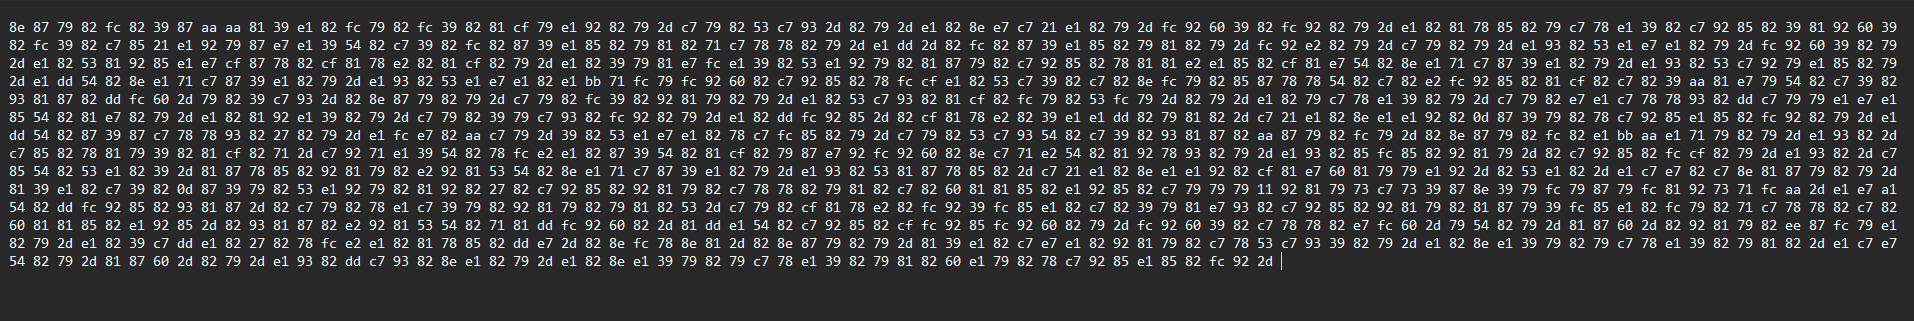 8e 87 79 82 fc 82 39 87 aa aa 81 39 e1 82 fc 79 82 fc 39 82 81 cf 79 e1 92 82 79 2d c7 79 82 53 c7 93 2d 82 79 2d e1 82 8e e7 c7 21 e1 82 79 2d fc 92 60 39 82 fc 92 82 79 2d e1 82 81 78 85 82 79 c7 78 e1 39 82 c7 92 85 82 39 81 92 60 39
82 fc 39 82 c7 85 21 e1 92 79 87 e7 e1 39 54 82 c7 39 82 fc 82 87 39 e1 85 82 79 81 82 71 c7 78 78 82 79 2d e1 dd 2d 82 fc 82 87 39 e1 85 82 79 81 82 79 2d fc 92 e2 82 79 2d c7 79 82 79 2d e1 93 82 53 e1 e7 e1 82 79 2d fc 92 60 39 82 79
2d e1 82 53 81 92 85 e1 e7 cf 87 78 82 cf 81 78 e2 82 81 cf 82 79 2d e1 82 39 79 81 e7 fc e1 39 82 53 e1 92 79 82 81 87 79 82 c7 92 85 82 78 81 81 e2 e1 85 82 cf 81 e7 54 82 8e e1 71 c7 87 39 e1 82 79 2d e1 93 82 53 c7 92 79 e1 85 82 79
2d e1 dd 54 82 8e e1 71 c7 87 39 e1 82 79 2d e1 93 82 53 e1 e7 e1 82 e1 bb 71 fc 79 fc 92 60 82 c7 92 85 82 78 fc cf e1 82 53 c7 39 82 c7 82 8e fc 79 82 85 87 78 78 54 82 c7 82 e2 fc 92 85 82 81 cf 82 c7 82 39 aa 81 e7 79 54 82 c7 39 82
93 81 87 82 dd fc 60 2d 79 82 39 c7 93 2d 82 8e 87 79 82 79 2d c7 79 82 fc 39 82 92 81 79 82 79 2d e1 82 53 c7 93 82 81 cf 82 fc 79 82 53 fc 79 2d 82 79 2d e1 82 79 c7 78 e1 39 82 79 2d c7 79 82 e7 e1 c7 78 78 93 82 dd c7 79 79 e1 e7 e1
85 54 82 81 e7 82 79 2d e1 82 81 92 e1 39 82 79 2d c7 79 82 39 79 c7 93 82 fc 92 82 79 2d e1 82 dd fc 92 85 2d 82 cf 81 78 e2 82 39 e1 e1 dd 82 79 81 82 2d c7 21 e1 82 8e e1 e1 92 82 0d 87 39 79 82 78 c7 92 85 e1 85 82 fc 92 82 79 2d e1
dd 54 82 87 39 87 c7 78 78 93 82 27 82 79 2d e1 fc e7 82 aa c7 79 2d 39 82 53 e1 e7 e1 82 78 c7 fc 85 82 79 2d c7 79 82 53 c7 93 54 82 c7 39 82 93 81 87 82 aa 87 79 82 fc 79 2d 82 8e 87 79 82 fc 82 e1 bb aa e1 71 79 82 79 2d e1 93 82 2d
c7 85 82 78 81 79 39 82 81 cf 82 71 2d c7 92 71 e1 39 54 82 78 fc e2 e1 82 87 39 54 82 81 cf 82 79 87 e7 92 fc 92 60 82 8e c7 71 e2 54 82 81 92 78 93 82 79 2d e1 93 82 85 fc 85 82 92 81 79 2d 82 c7 92 85 82 fc cf 82 79 2d e1 93 82 2d c7
85 54 82 53 e1 82 39 2d 81 87 78 85 92 81 79 82 e2 92 81 53 54 82 8e e1 71 c7 87 39 e1 82 79 2d e1 93 82 53 81 87 78 85 82 2d c7 21 e1 82 8e e1 e1 92 82 cf 81 e7 60 81 79 79 e1 92 2d 82 53 e1 82 2d e1 c7 e7 82 c7 8e 81 87 79 82 79 2d
81 39 e1 82 c7 39 82 0d 87 39 79 82 53 e1 92 79 82 81 92 82 27 82 c7 92 85 82 92 81 79 82 c7 78 78 82 79 81 82 c7 82 60 81 81 85 82 e1 92 85 82 c7 79 79 79 11 92 81 79 73 c7 73 39 87 8e 39 79 fc 79 87 79 fc 81 92 73 71 fc aa 2d e1 e7 a1
54 82 dd fc 92 85 82 93 81 87 2d 82 c7 79 82 78 e1 c7 39 79 82 92 81 79 82 79 81 82 53 2d c7 79 82 cf 81 78 e2 82 fc 92 39 fc 85 e1 82 c7 82 39 79 81 e7 93 82 c7 92 85 82 92 81 79 82 81 87 79 39 fc 85 e1 82 fc 79 82 71 c7 78 78 82 c7 82
60 81 81 85 82 e1 92 85 2d 82 93 81 87 82 e2 92 81 53 54 82 71 81 dd fc 92 60 82 2d 81 dd e1 54 82 c7 92 85 82 cf fc 92 85 fc 92 60 82 79 2d fc 92 60 39 82 c7 78 78 82 e7 fc 60 2d 79 54 82 79 2d 81 87 60 2d 82 92 81 79 82 ee 87 fc 79 e1
82 79 2d e1 82 39 c7 dd e1 82 27 82 78 fc e2 e1 82 81 78 85 82 dd e7 2d 82 8e fc 78 8e 81 2d 82 8e 87 79 82 79 2d 81 39 e1 82 c7 e7 e1 82 92 81 79 82 c7 78 53 c7 93 39 82 79 2d e1 82 8e e1 39 79 82 79 c7 78 e1 39 82 79 81 82 2d e1 c7 e7
54 82 79 2d 81 87 60 2d 82 79 2d e1 93 82 dd c7 93 82 8e e1 82 79 2d e1 82 8e e1 39 79 82 79 c7 78 e1 39 82 79 81 82 60 e1 79 82 78 c7 92 85 e1 85 82 fc 92 2d